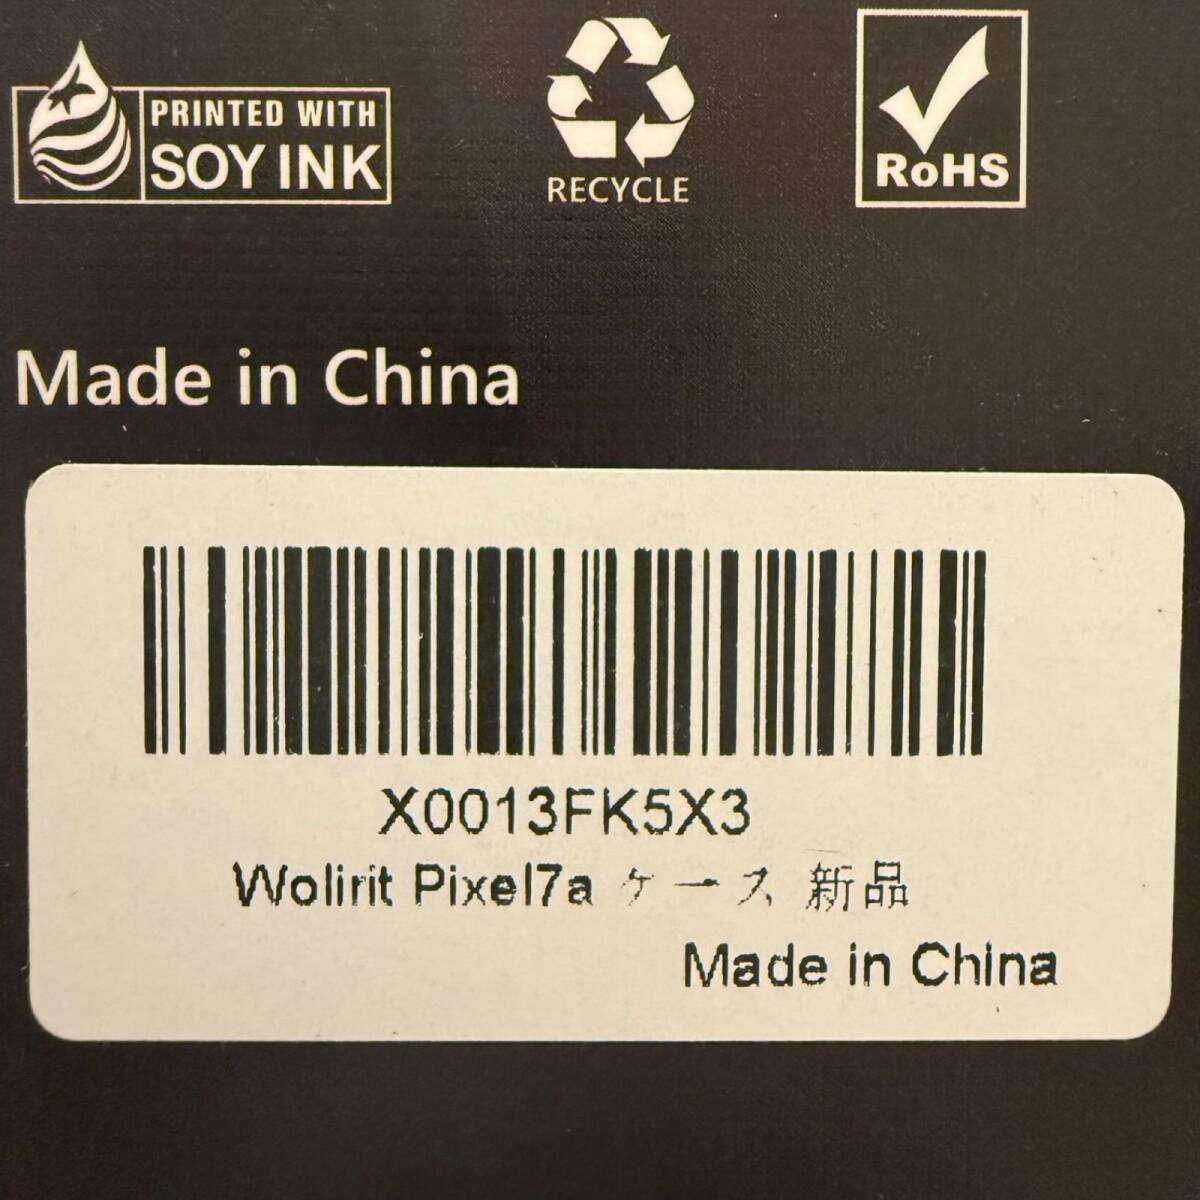 PRINTED WITH
SOY INK
RECYCLE
RoHS
Made in China
X0013FK5X3
Wolirit Pixel7a ケース 新品
Made in China